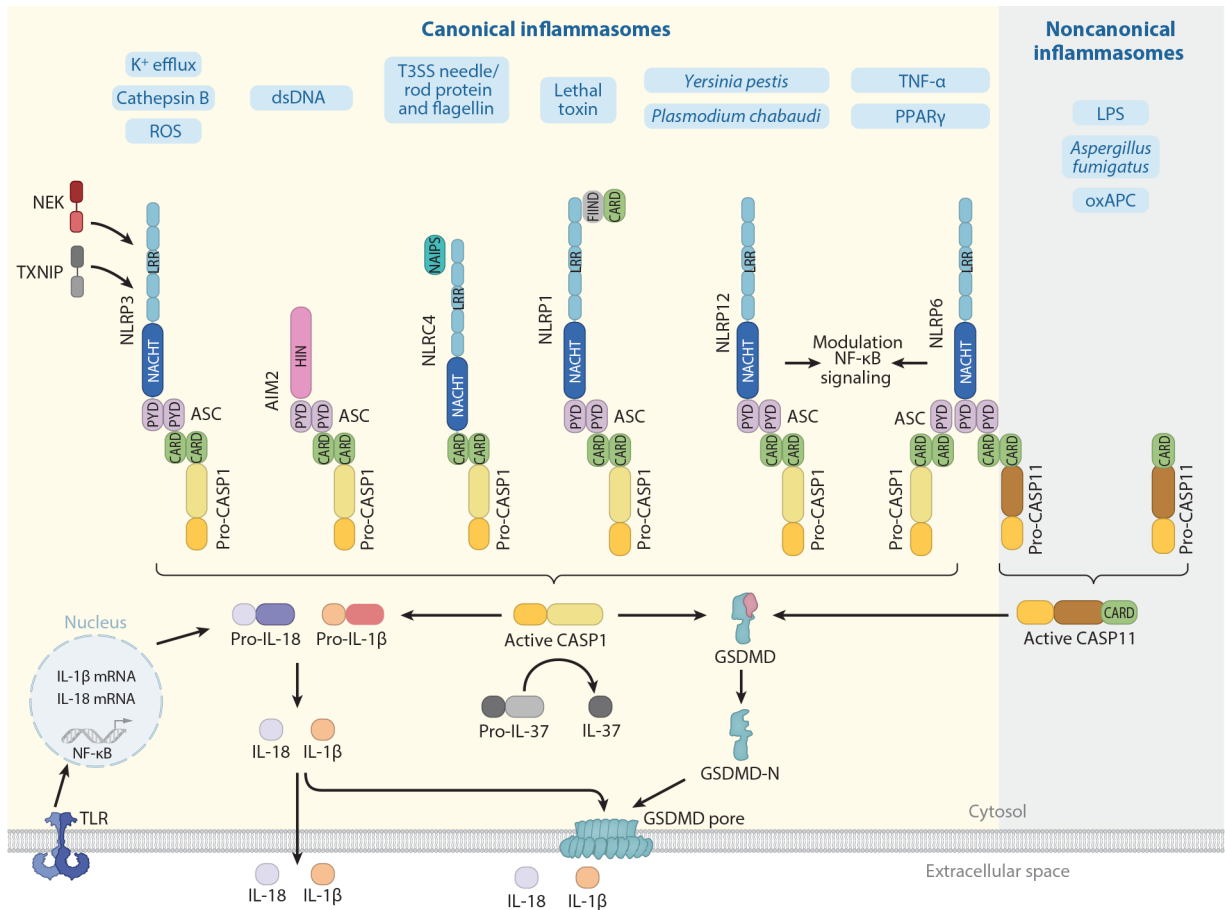 Canonical inflammasomes
Noncanonical
inflammasomes
K⁺ efflux
Cathepsin B
ROS
dsDNA
T3SS needle/
rod protein
and flagellin
Lethal
toxin
Yersinia pestis
Plasmodium chabaudi
TNF-α
PPARγ
LPS
Aspergillus
fumigatus
oxAPC
NEK
TXNIP
NLRP3
LRR
NACHT
PYD
PYD
ASC
CARD
CARD
Pro-CASP1
AIM2
HIN
PYD
PYD
ASC
CARD
CARD
Pro-CASP1
NAIPS
NLRC4
LRR
NACHT
CARD
CARD
Pro-CASP1
FIIND
CARD
NLRP1
LRR
NACHT
PYD
PYD
ASC
CARD
CARD
Pro-CASP1
NLRP12
LRR
NACHT
PYD
PYD
ASC
CARD
CARD
Pro-CASP1
Modulation
NF-κB
signaling
NLRP6
LRR
NACHT
ASC
PYD
PYD
PYD
CARD
CARD
CARD
CARD
Pro-CASP1
Pro-CASP11
CARD
Pro-CASP11
Nucleus
IL-1β mRNA
IL-18 mRNA
NF-κB
TLR
Pro-IL-18
Pro-IL-1β
Active CASP1
GSDMD
CARD
Active CASP11
Pro-IL-37
IL-37
IL-18
IL-1β
GSDMD-N
GSDMD pore
Cytosol
Extracellular space
IL-18
IL-1β
IL-18
IL-1β